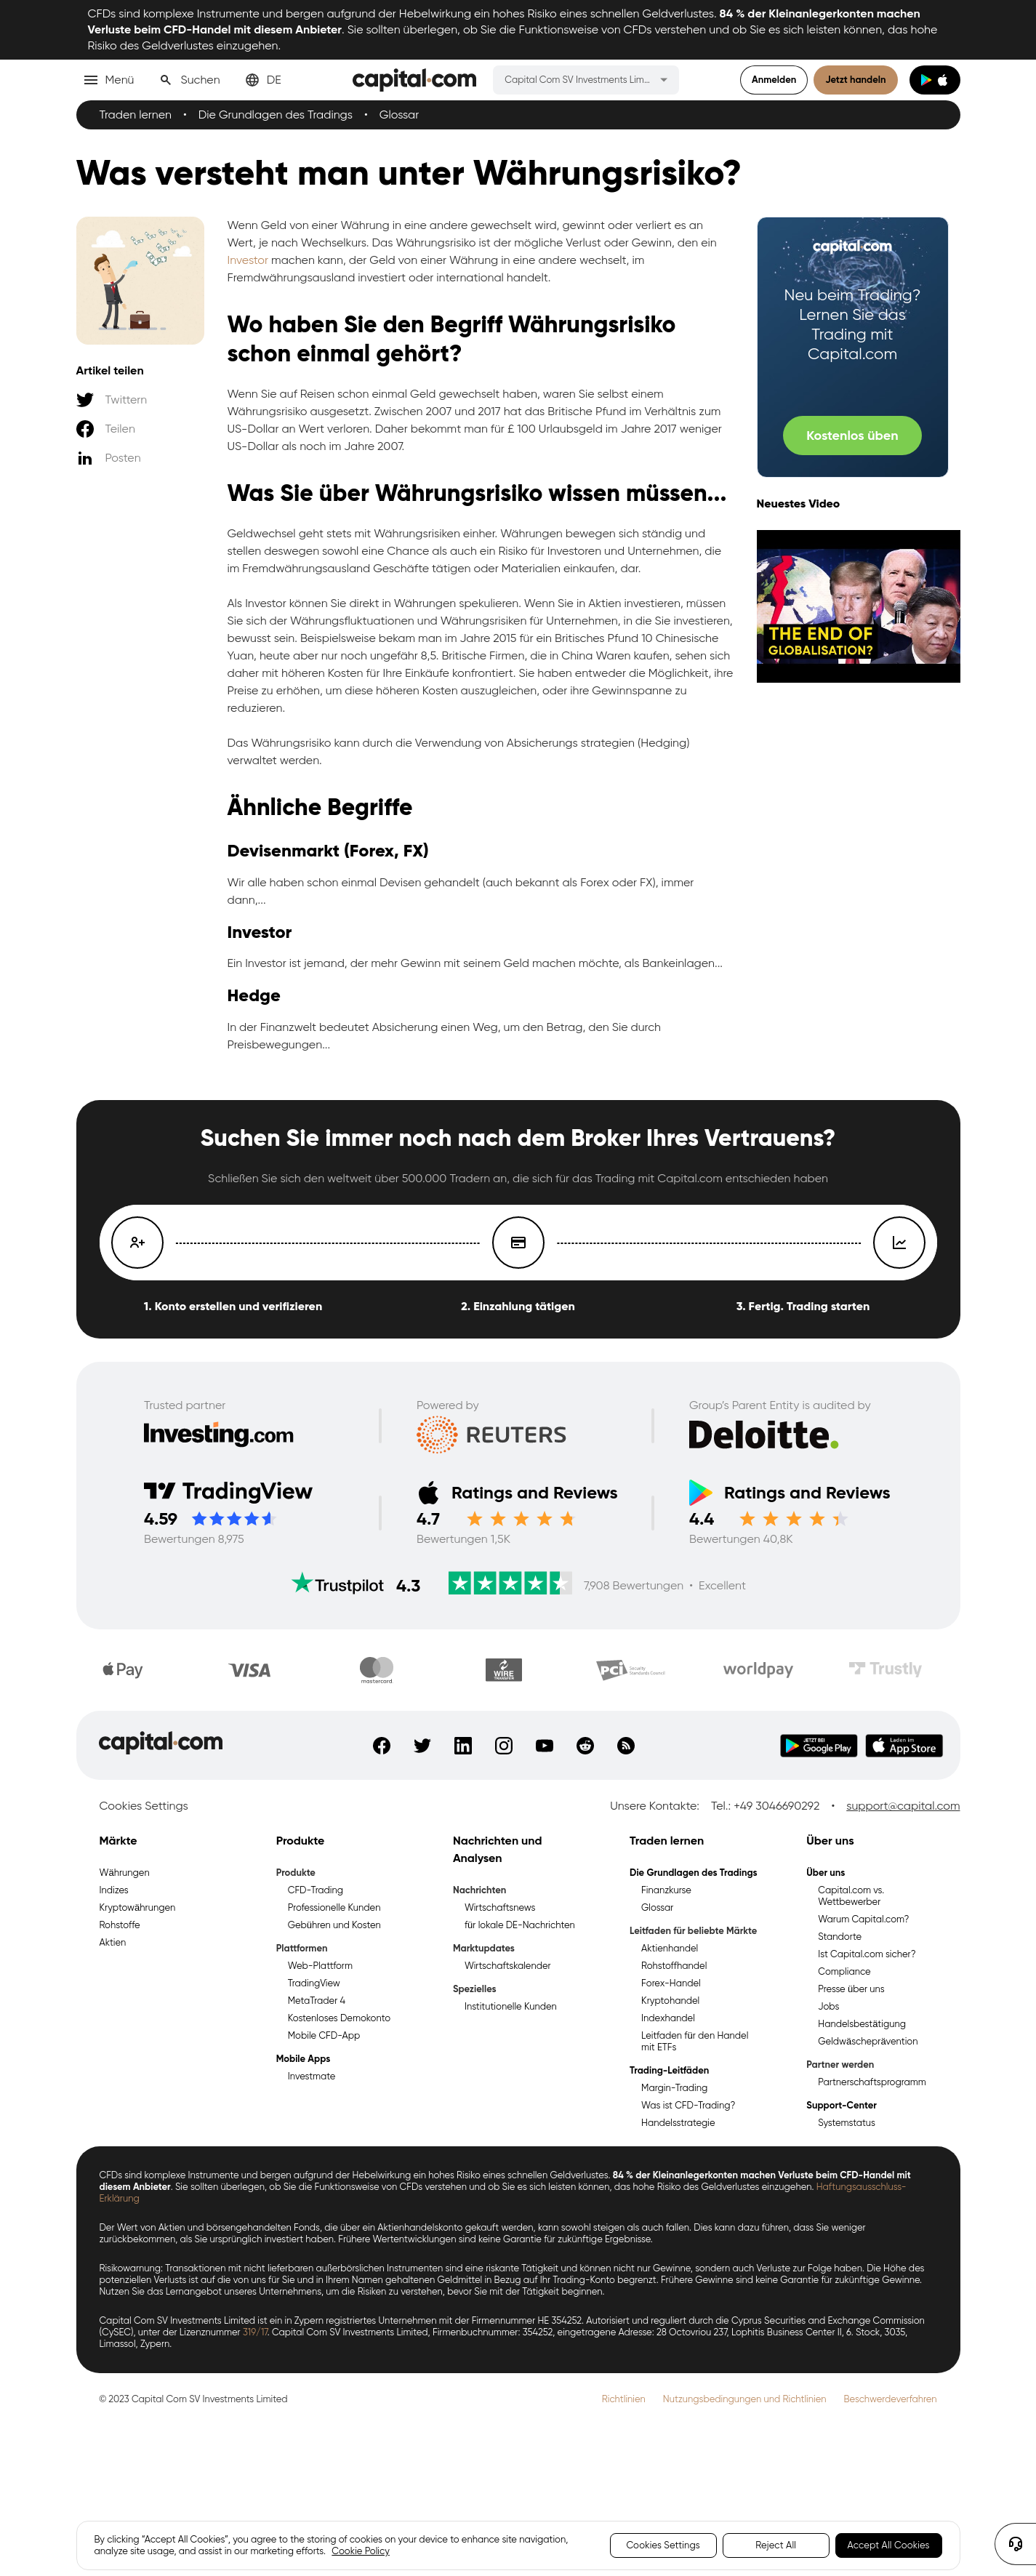 CFDs sind komplexe Instrumente und bergen aufgrund der Hebelwirkung ein hohes Risiko eines schnellen Geldverlustes. 84 % der Kleinanlegerkonten machen
Verluste beim CFD-Handel mit diesem Anbieter. Sie sollten überlegen, ob Sie die Funktionsweise von CFDs verstehen und ob Sie es sich leisten können, das hohe
Risiko des Geldverlustes einzugehen.
Menü Suchen DE capital.com Capital Com SV Investments Lim... Anmelden Jetzt handeln
Traden lernen • Die Grundlagen des Tradings • Glossar
Was versteht man unter Währungsrisiko?
Artikel teilen
Twittern
Teilen
Posten
Wenn Geld von einer Währung in eine andere gewechselt wird, gewinnt oder verliert es an
Wert, je nach Wechselkurs. Das Währungsrisiko ist der mögliche Verlust oder Gewinn, den ein
Investor machen kann, der Geld von einer Währung in eine andere wechselt, im
Fremdwährungsausland investiert oder international handelt.
Wo haben Sie den Begriff Währungsrisiko
schon einmal gehört?
Wenn Sie auf Reisen schon einmal Geld gewechselt haben, waren Sie selbst einem
Währungsrisiko ausgesetzt. Zwischen 2007 und 2017 hat das Britische Pfund im Verhältnis zum
US-Dollar an Wert verloren. Daher bekommt man für £ 100 Urlaubsgeld im Jahre 2017 weniger
US-Dollar als noch im Jahre 2007.
Was Sie über Währungsrisiko wissen müssen...
Geldwechsel geht stets mit Währungsrisiken einher. Währungen bewegen sich ständig und
stellen deswegen sowohl eine Chance als auch ein Risiko für Investoren und Unternehmen, die
im Fremdwährungsausland Geschäfte tätigen oder Materialien einkaufen, dar.
Als Investor können Sie direkt in Währungen spekulieren. Wenn Sie in Aktien investieren, müssen
Sie sich der Währungsfluktuationen und Währungsrisiken für Unternehmen, in die Sie investieren,
bewusst sein. Beispielsweise bekam man im Jahre 2015 für ein Britisches Pfund 10 Chinesische
Yuan, heute aber nur noch ungefähr 8,5. Britische Firmen, die in China Waren kaufen, sehen sich
daher mit höheren Kosten für Ihre Einkäufe konfrontiert. Sie haben entweder die Möglichkeit, ihre
Preise zu erhöhen, um diese höheren Kosten auszugleichen, oder ihre Gewinnspanne zu
reduzieren.
Das Währungsrisiko kann durch die Verwendung von Absicherungs strategien (Hedging)
verwaltet werden.
Ähnliche Begriffe
Devisenmarkt (Forex, FX)
Wir alle haben schon einmal Devisen gehandelt (auch bekannt als Forex oder FX), immer
dann,...
Investor
Ein Investor ist jemand, der mehr Gewinn mit seinem Geld machen möchte, als Bankeinlagen...
Hedge
In der Finanzwelt bedeutet Absicherung einen Weg, um den Betrag, den Sie durch
Preisbewegungen...
capital.com
Neu beim Trading?
Lernen Sie das
Trading mit
Capital.com
Kostenlos üben
Neuestes Video
THE END OF
GLOBALISATION?
Suchen Sie immer noch nach dem Broker Ihres Vertrauens?
Schließen Sie sich den weltweit über 500.000 Tradern an, die sich für das Trading mit Capital.com entschieden haben
1. Konto erstellen und verifizieren 2. Einzahlung tätigen 3. Fertig. Trading starten
Trusted partner Powered by Group's Parent Entity is audited by
Investing.com REUTERS Deloitte.
TradingView Ratings and Reviews Ratings and Reviews
4.59 4.7 4.4
Bewertungen 8,975 Bewertungen 1,5K Bewertungen 40,8K
Trustpilot 4.3 7,908 Bewertungen • Excellent
Pay VISA mastercard WIRE TRANSFER PCI Security Standards Council worldpay Trustly
capital.com JETZT BEI Google Play Laden im App Store
Cookies Settings Unsere Kontakte: Tel.: +49 3046690292 • support@capital.com
Märkte
Währungen
Indizes
Kryptowährungen
Rohstoffe
Aktien
Produkte
Produkte
CFD-Trading
Professionelle Kunden
Gebühren und Kosten
Plattformen
Web-Plattform
TradingView
MetaTrader 4
Kostenloses Demokonto
Mobile CFD-App
Mobile Apps
Investmate
Nachrichten und
Analysen
Nachrichten
Wirtschaftsnews
für lokale DE-Nachrichten
Marktupdates
Wirtschaftskalender
Spezielles
Institutionelle Kunden
Traden lernen
Die Grundlagen des Tradings
Finanzkurse
Glossar
Leitfaden für beliebte Märkte
Aktienhandel
Rohstoffhandel
Forex-Handel
Kryptohandel
Indexhandel
Leitfaden für den Handel
mit ETFs
Trading-Leitfäden
Margin-Trading
Was ist CFD-Trading?
Handelsstrategie
Über uns
Über uns
Capital.com vs.
Wettbewerber
Warum Capital.com?
Standorte
Ist Capital.com sicher?
Compliance
Presse über uns
Jobs
Handelsbestätigung
Geldwäscheprävention
Partner werden
Partnerschaftsprogramm
Support-Center
Systemstatus
CFDs sind komplexe Instrumente und bergen aufgrund der Hebelwirkung ein hohes Risiko eines schnellen Geldverlustes. 84 % der Kleinanlegerkonten machen Verluste beim CFD-Handel mit
diesem Anbieter. Sie sollten überlegen, ob Sie die Funktionsweise von CFDs verstehen und ob Sie es sich leisten können, das hohe Risiko des Geldverlustes einzugehen. Haftungsausschluss-
Erklärung
Der Wert von Aktien und börsengehandelten Fonds, die über ein Aktienhandelskonto gekauft werden, kann sowohl steigen als auch fallen. Dies kann dazu führen, dass Sie weniger
zurückbekommen, als Sie ursprünglich investiert haben. Frühere Wertentwicklungen sind keine Garantie für zukünftige Ergebnisse.
Risikowarnung: Transaktionen mit nicht lieferbaren außerbörslichen Instrumenten sind eine riskante Tätigkeit und können nicht nur Gewinne, sondern auch Verluste zur Folge haben. Die Höhe des
potenziellen Verlusts ist auf die von uns für Sie und in Ihrem Namen gehaltenen Geldmittel in Bezug auf Ihr Trading-Konto begrenzt. Frühere Gewinne sind keine Garantie für zukünftige Gewinne.
Nutzen Sie das Lernangebot unseres Unternehmens, um die Risiken zu verstehen, bevor Sie mit der Tätigkeit beginnen.
Capital Com SV Investments Limited ist ein in Zypern registriertes Unternehmen mit der Firmennummer HE 354252. Autorisiert und reguliert durch die Cyprus Securities and Exchange Commission
(CySEC), unter der Lizenznummer 319/17. Capital Com SV Investments Limited, Firmenbuchnummer: 354252, eingetragene Adresse: 28 Octovriou 237, Lophitis Business Center II, 6. Stock, 3035,
Limassol, Zypern.
© 2023 Capital Com SV Investments Limited Richtlinien Nutzungsbedingungen und Richtlinien Beschwerdeverfahren
By clicking “Accept All Cookies”, you agree to the storing of cookies on your device to enhance site navigation,
analyze site usage, and assist in our marketing efforts. Cookie Policy
Cookies Settings Reject All Accept All Cookies